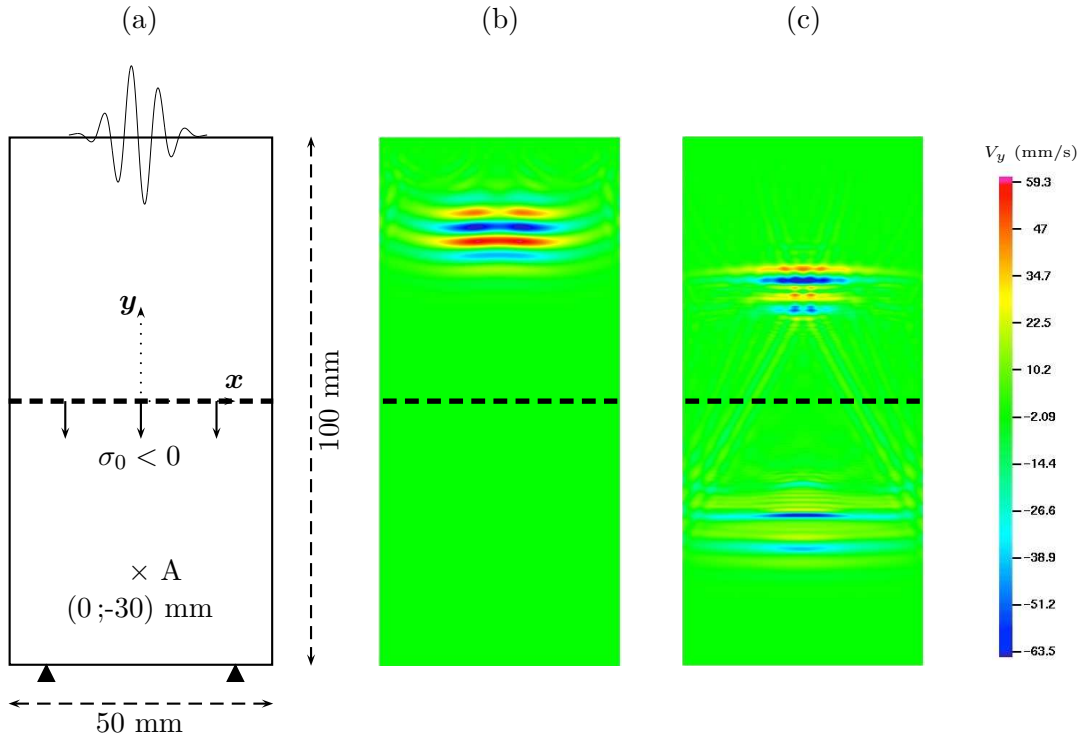 (a)
(b)
(c)
y
x
σ₀ < 0
× A
(0 ;-30) mm
50 mm
100 mm
V_y (mm/s)
59.3
47
34.7
22.5
10.2
-2.09
-14.4
-26.6
-38.9
-51.2
-63.5